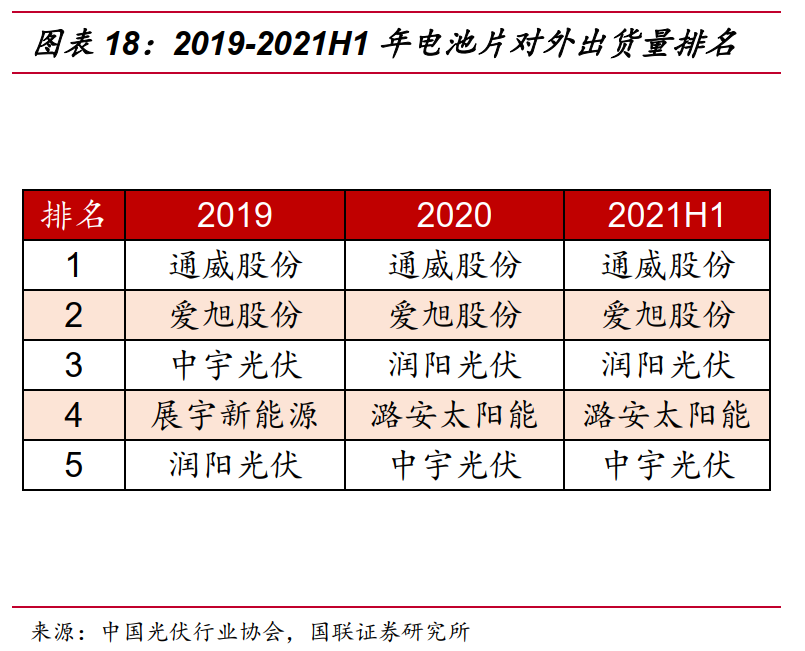 图表 18：2019-2021H1 年电池片对外出货量排名
排名 2019 2020 2021H1
1 通威股份 通威股份 通威股份
2 爱旭股份 爱旭股份 爱旭股份
3 中宇光伏 润阳光伏 润阳光伏
4 展宇新能源 潞安太阳能 潞安太阳能
5 润阳光伏 中宇光伏 中宇光伏
来源：中国光伏行业协会，国联证券研究所